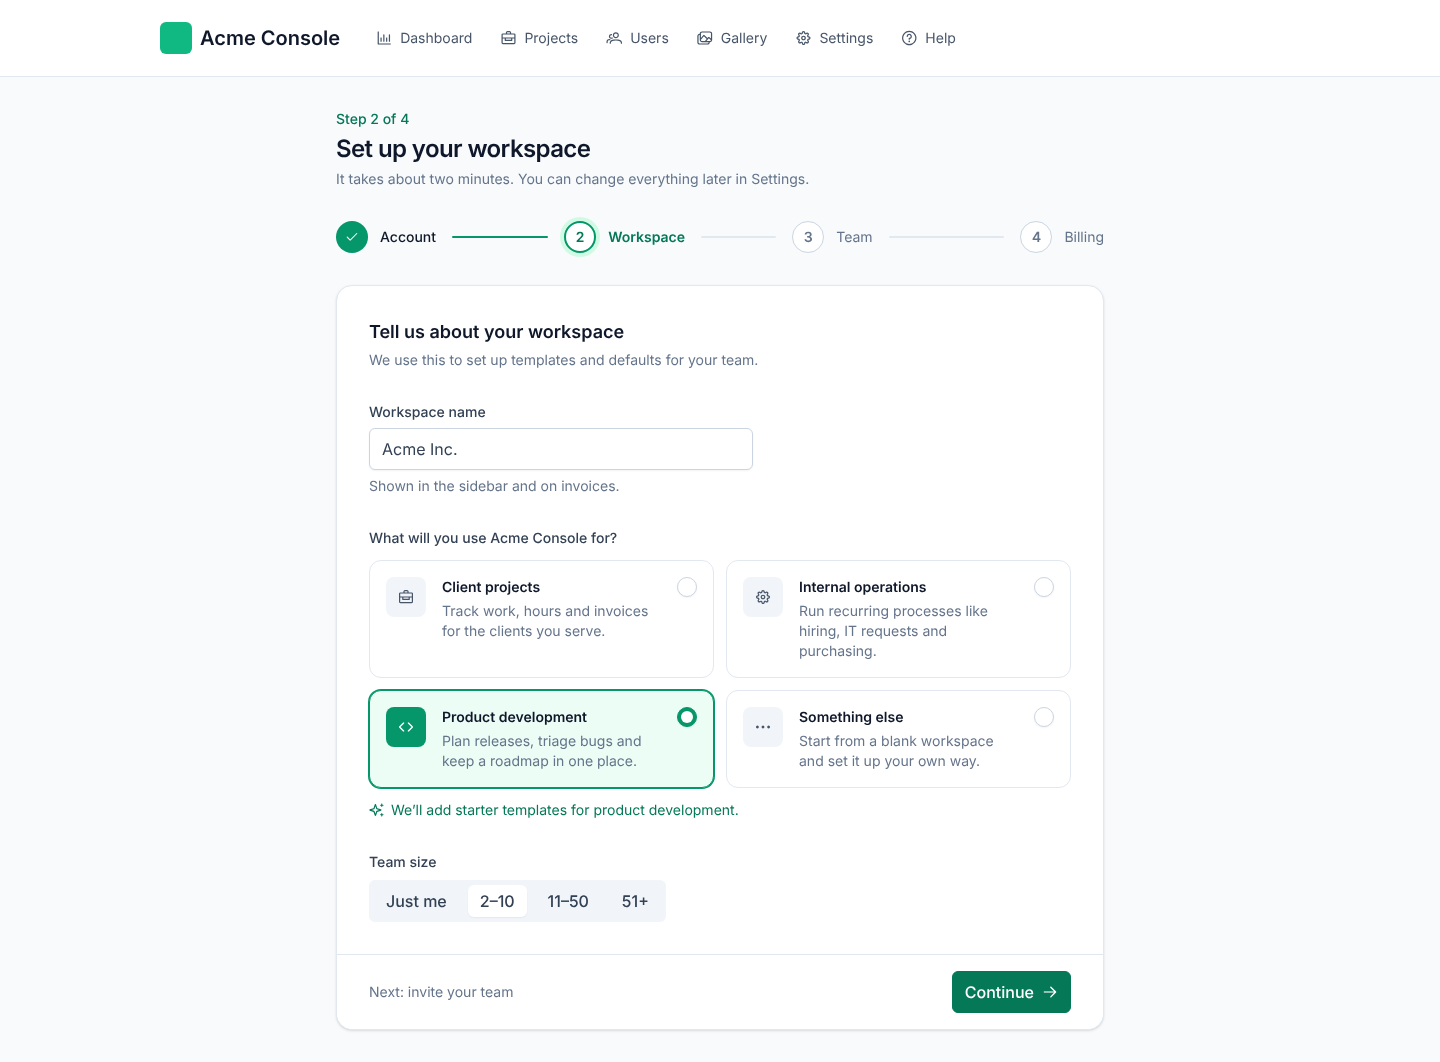 Acme Console
Dashboard
Projects
Users
Gallery
Settings
Help
Step 2 of 4
Set up your workspace
It takes about two minutes. You can change everything later in Settings.
Account
2
Workspace
3
Team
4
Billing
Tell us about your workspace
We use this to set up templates and defaults for your team.
Workspace name
Acme Inc.
Shown in the sidebar and on invoices.
What will you use Acme Console for?
Client projects
Track work, hours and invoices
for the clients you serve.
Internal operations
Run recurring processes like
hiring, IT requests and
purchasing.
Product development
Plan releases, triage bugs and
keep a roadmap in one place.
Something else
Start from a blank workspace
and set it up your own way.
We’ll add starter templates for product development.
Team size
Just me
2–10
11–50
51+
Next: invite your team
Continue